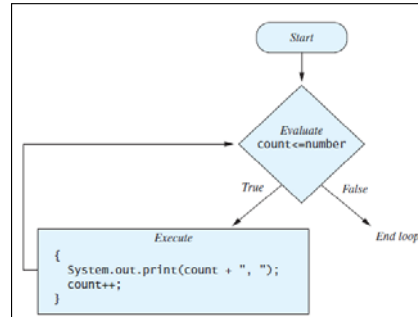 Start
Evaluate
count<=number
True
False
End loop
Execute
{
System.out.print(count + ", ");
count++;
}